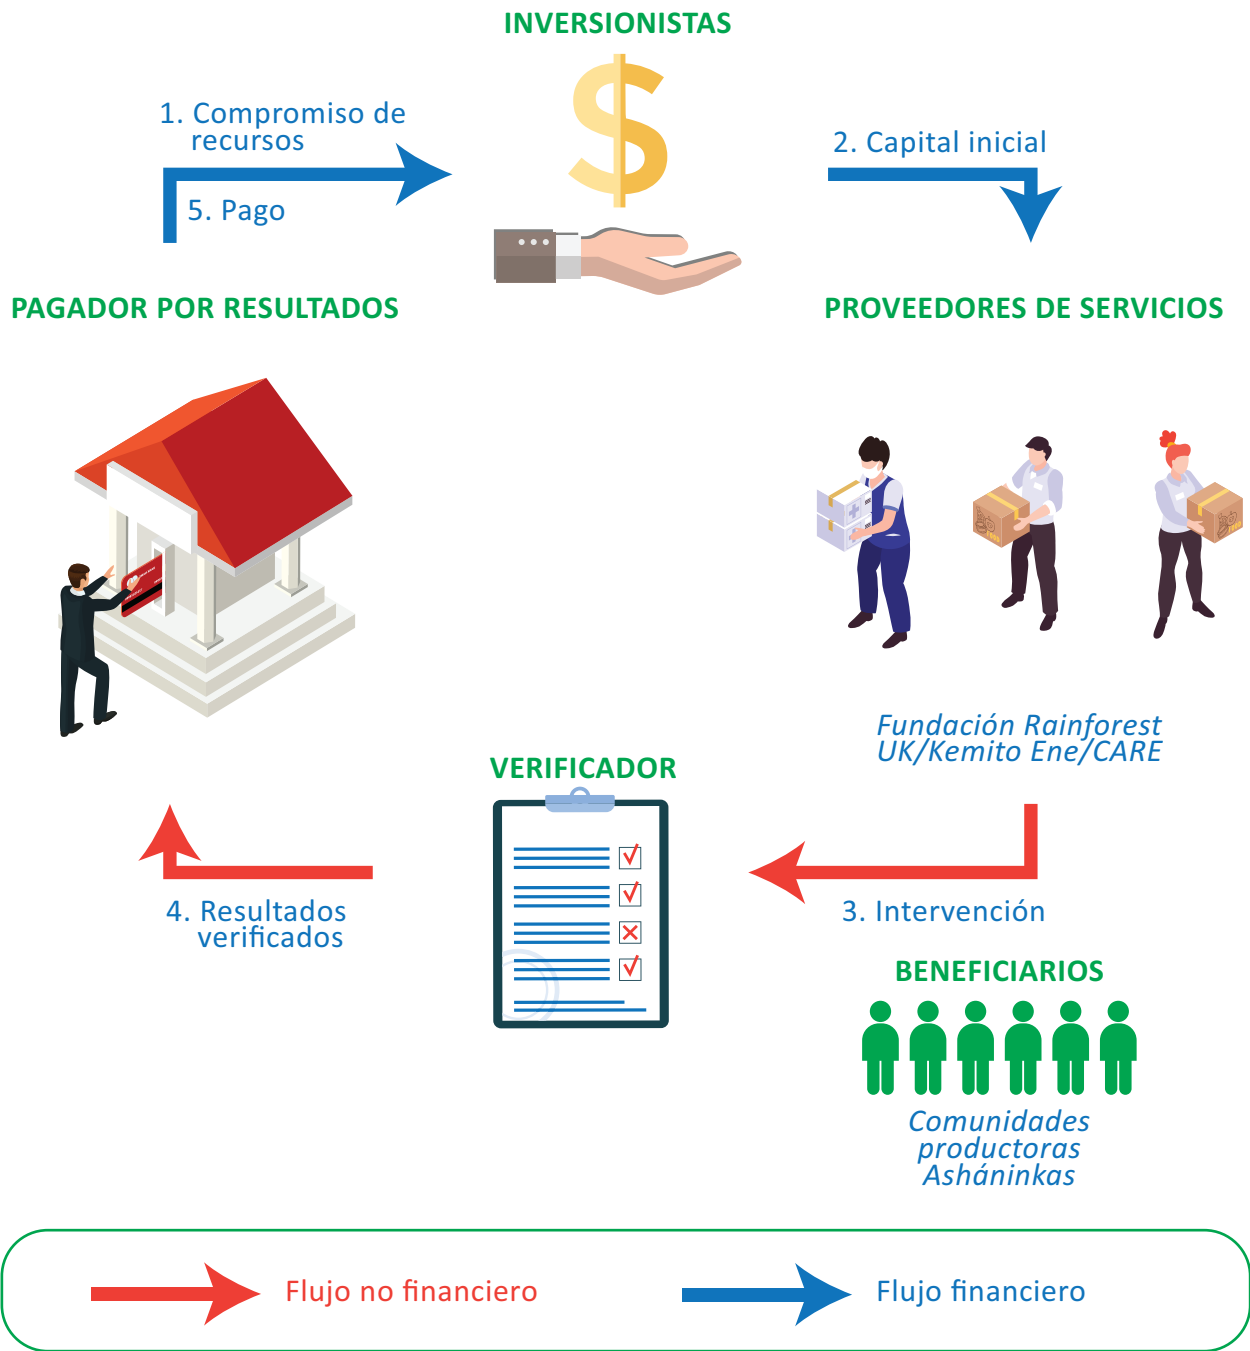 INVERSIONISTAS
1. Compromiso de
recursos
2. Capital inicial
5. Pago
PAGADOR POR RESULTADOS
PROVEEDORES DE SERVICIOS
Fundación Rainforest
UK/Kemito Ene/CARE
VERIFICADOR
4. Resultados
verificados
3. Intervención
BENEFICIARIOS
Comunidades
productoras
Asháninkas
Flujo no financiero
Flujo financiero